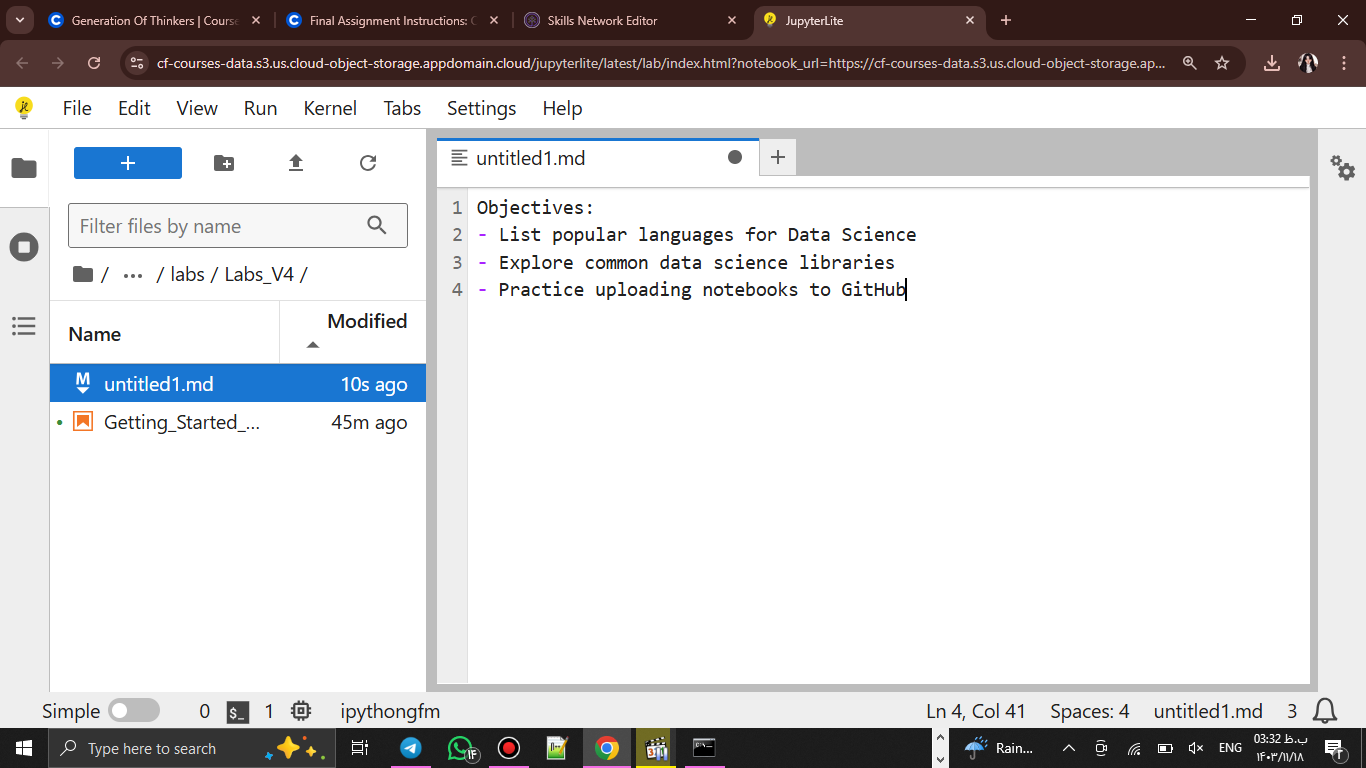 Generation Of Thinkers | Course
Final Assignment Instructions: C
Skills Network Editor
JupyterLite
cf-courses-data.s3.us.cloud-object-storage.appdomain.cloud/jupyterlite/latest/lab/index.html?notebook_url=https://cf-courses-data.s3.us.cloud-object-storage.ap...
File Edit View Run Kernel Tabs Settings Help
untitled1.md
Filter files by name
/ ... / labs / Labs_V4 /
Name Modified
untitled1.md 10s ago
Getting_Started_... 45m ago
1 Objectives:
2 - List popular languages for Data Science
3 - Explore common data science libraries
4 - Practice uploading notebooks to GitHub
Simple 0 $_ 1 ipythongfm Ln 4, Col 41 Spaces: 4 untitled1.md 3
Type here to search
۱۴
Rain...
ENG
03:32 ب.ظ
۱۴۰۳/۱۱/۱۸
۲